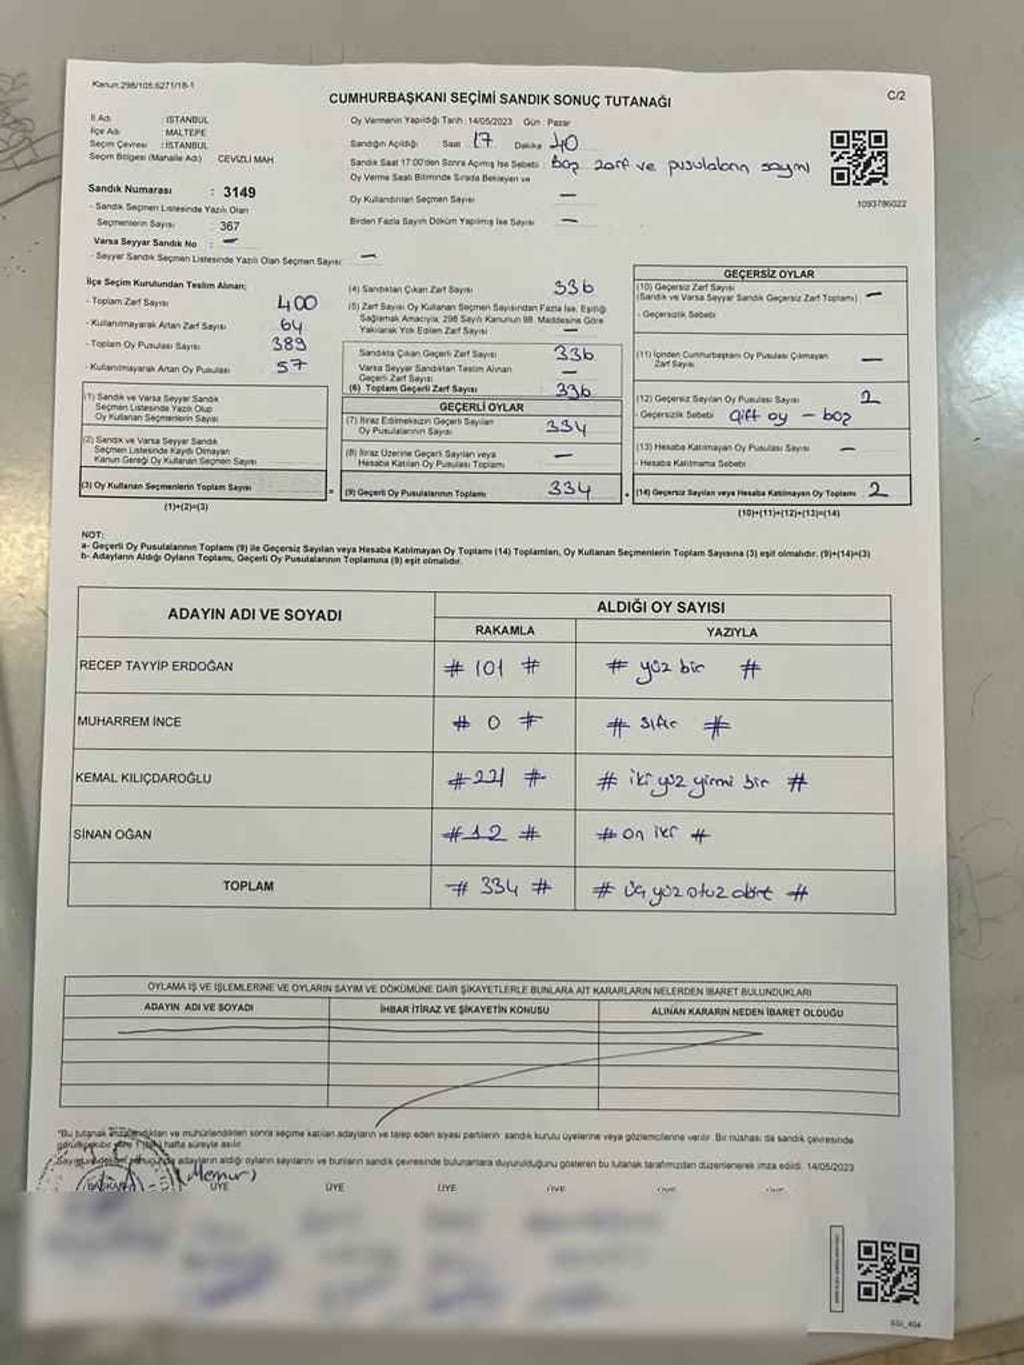 Kanun:298/105.5271/18-1
CUMHURBAŞKANI SEÇİMİ SANDIK SONUÇ TUTANAĞI
C/2
İl Adı : İSTANBUL
İlçe Adı : MALTEPE
Seçim Çevresi : İSTANBUL
Seçim Bölgesi (Mahalle Adı) CEVİZLİ MAH
Sandık Numarası : 3149
- Sandık Seçmen Listesinde Yazılı Olan
Seçmenlerin Sayısı : 367
Varsa Seyyar Sandık No : —
- Seyyar Sandık Seçmen Listesinde Yazılı Olan Seçmen Sayısı —
Oy Vermenin Yapıldığı Tarih : 14/05/2023 Gün : Pazar
Sandığın Açıldığı Saat 17 Dakika 40
Sandık Saat 17:00'den Sonra Açılmış İse Sebebi boş zarf ve pusulaların sayımı
Oy Verme Saati Bitiminde Sırada Bekleyen ve
Oy Kullandırılan Seçmen Sayısı —
Birden Fazla Sayım Döküm Yapılmış İse Sayısı —
1093786022
İlçe Seçim Kurulundan Teslim Alınan;
- Toplam Zarf Sayısı 400
- Kullanılmayarak Artan Zarf Sayısı 64
- Toplam Oy Pusulası Sayısı 389
- Kullanılmayarak Artan Oy Pusulası 57
(1) Sandık ve Varsa Seyyar Sandık
Seçmen Listesinde Yazılı Olup
Oy Kullanan Seçmenlerin Sayısı
(2) Sandık ve Varsa Seyyar Sandık
Seçmen Listesinde Kaydı Olmayan
Kanun Gereği Oy Kullanan Seçmen Sayısı
(3) Oy Kullanan Seçmenlerin Toplam Sayısı
(1)+(2)=(3)
(4) Sandıktan Çıkan Zarf Sayısı 336
(5) Zarf Sayısı Oy Kullanan Seçmen Sayısından Fazla İse, Eşitliği
Sağlamak Amacıyla, 298 Sayılı Kanunun 98. Maddesine Göre
Yakılarak Yok Edilen Zarf Sayısı —
Sandıkta Çıkan Geçerli Zarf Sayısı 336
Varsa Seyyar Sandıktan Teslim Alınan
Geçerli Zarf Sayısı —
(6) Toplam Geçerli Zarf Sayısı 336
GEÇERLİ OYLAR
(7) İtiraz Edilmeksizin Geçerli Sayılan
Oy Pusulalarının Sayısı 334
(8) İtiraz Üzerine Geçerli Sayılan veya
Hesaba Katılan Oy Pusulası Toplamı —
= (9) Geçerli Oy Pusulalarının Toplamı 334
GEÇERSİZ OYLAR
(10) Geçersiz Zarf Sayısı
(Sandık ve Varsa Seyyar Sandık Geçersiz Zarf Toplamı) —
- Geçersizlik Sebebi
(11) İçinden Cumhurbaşkanı Oy Pusulası Çıkmayan
Zarf Sayısı —
(12) Geçersiz Sayılan Oy Pusulası Sayısı 2
- Geçersizlik Sebebi çift oy — boş
(13) Hesaba Katılmayan Oy Pusulası Sayısı —
- Hesaba Katılmama Sebebi
+ (14) Geçersiz Sayılan veya Hesaba Katılmayan Oy Toplamı 2
(10)+(11)+(12)+(13)=(14)
NOT:
a- Geçerli Oy Pusulalarının Toplamı (9) ile Geçersiz Sayılan veya Hesaba Katılmayan Oy Toplamı (14) Toplamları, Oy Kullanan Seçmenlerin Toplam Sayısına (3) eşit olmalıdır. (9)+(14)=(3)
b- Adayların Aldığı Oyların Toplamı, Geçerli Oy Pusulalarının Toplamına (9) eşit olmalıdır.
ADAYIN ADI VE SOYADI ALDIĞI OY SAYISI
RAKAMLA YAZIYLA
RECEP TAYYİP ERDOĞAN # 101 # # yüz bir #
MUHARREM İNCE # 0 # # sıfır #
KEMAL KILIÇDAROĞLU # 221 # # iki yüz yirmi bir #
SİNAN OĞAN # 12 # # on iki #
TOPLAM # 334 # # üç yüz otuz dört #
OYLAMA İŞ VE İŞLEMLERİNE VE OYLARIN SAYIM VE DÖKÜMÜNE DAİR ŞİKAYETLERLE BUNLARA AİT KARARLARIN NELERDEN İBARET BULUNDUKLARI
ADAYIN ADI VE SOYADI İHBAR İTİRAZ VE ŞİKAYETİN KONUSU ALINAN KARARIN NEDEN İBARET OLDUĞU
*Bu tutanak imzalandıktan ve mühürlendikten sonra seçime katılan adayların ve talep eden siyasi partilerin sandık kurulu üyelerine veya gözlemcilerine verilir. Bir nüshası da sandık çevresinde
hafta süreyle asılır.
adayların aldığı oyların sayılarını ve bunların sandık çevresinde bulunanlara duyurulduğunu gösteren bu tutanak tarafımızdan düzenlenerek imza edildi. 14/05/2023
(Memur)
BAŞKAN ÜYE ÜYE ÜYE ÜYE